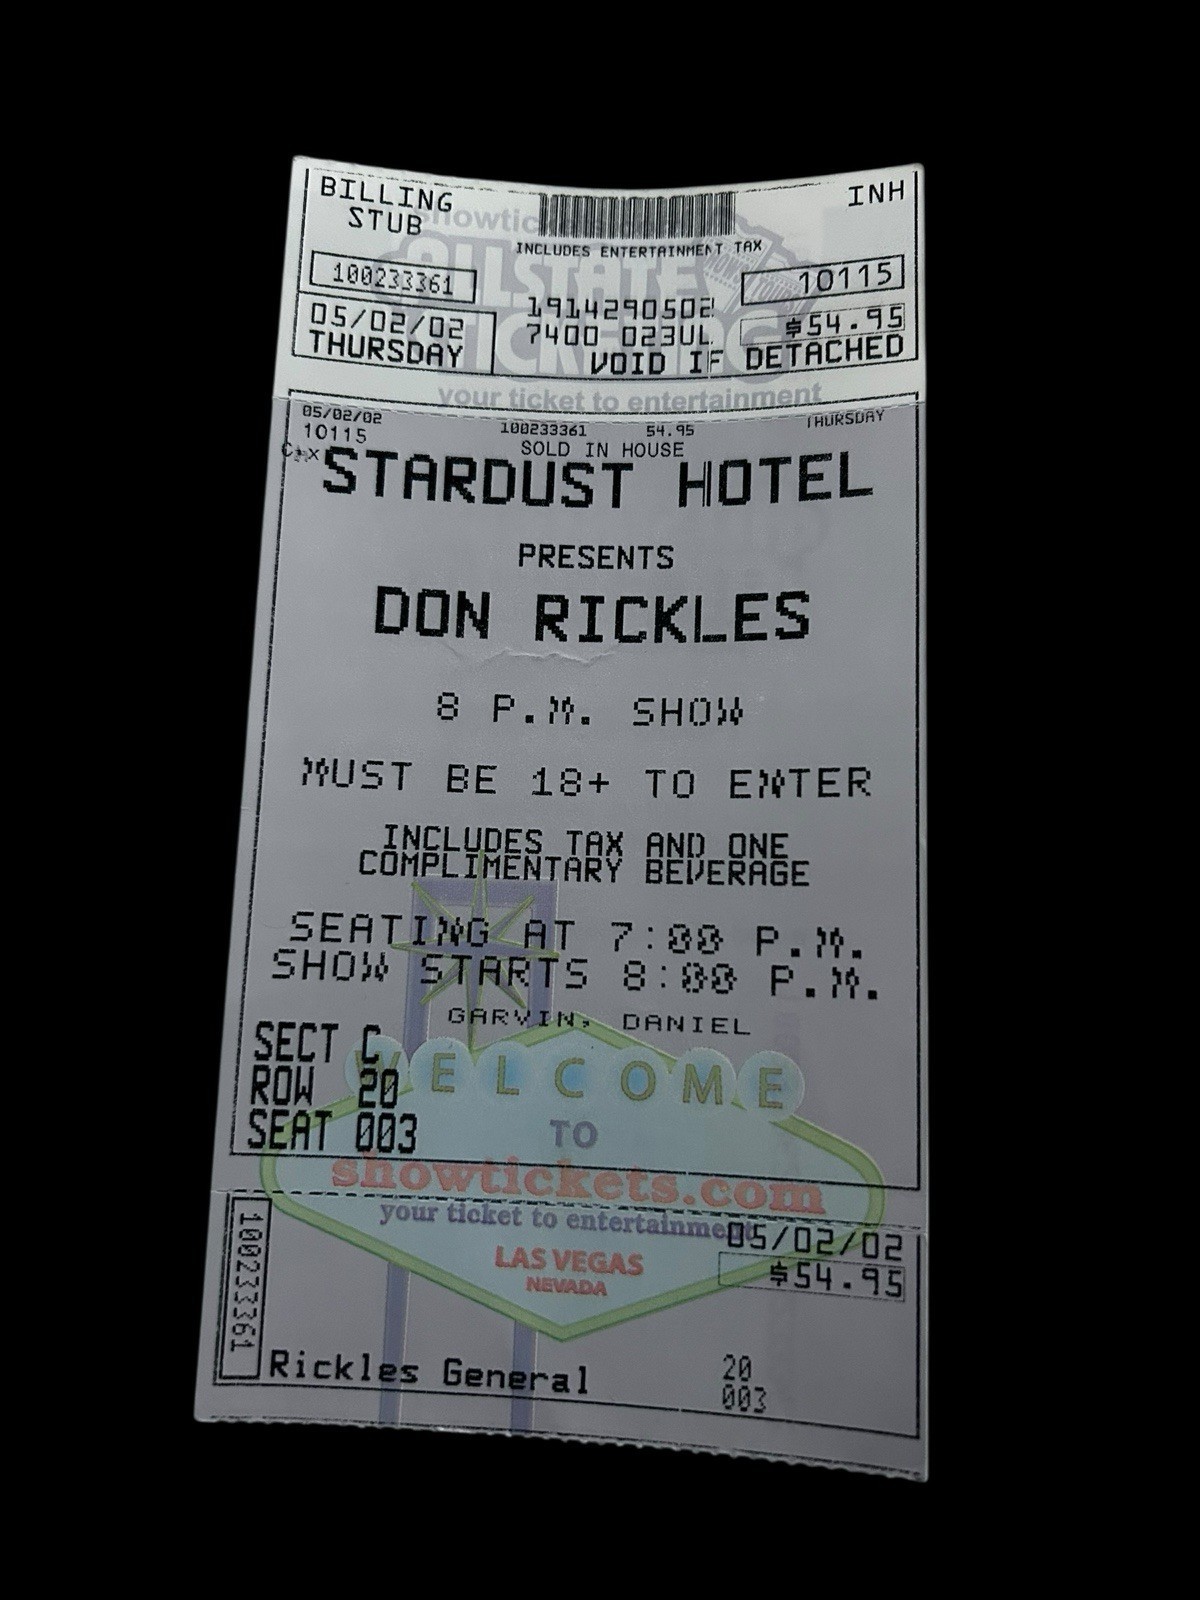 BILLING
STUB
INH
showtic
INCLUDES ENTERTAINMENT TAX
ALLSTATE
TICKETING
100233361
10115
1914290502
05/02/02
$54.95
7400 023UL
THURSDAY
VOID IF DETACHED
your ticket to entertainment
05/02/02
100233361 54.95
THURSDAY
10115
SOLD IN HOUSE
STARDUST HOTEL
PRESENTS
DON RICKLES
8 P.M. SHOW
MUST BE 18+ TO ENTER
INCLUDES TAX AND ONE
COMPLIMENTARY BEVERAGE
SEATING AT 7:00 P.M.
SHOW STARTS 8:00 P.M.
GARVIN, DANIEL
SECT C
ROW 20
SEAT 003
WELCOME
TO
showtickets.com
your ticket to entertainment
LAS VEGAS
NEVADA
05/02/02
$54.95
100233361
Rickles General
20
003